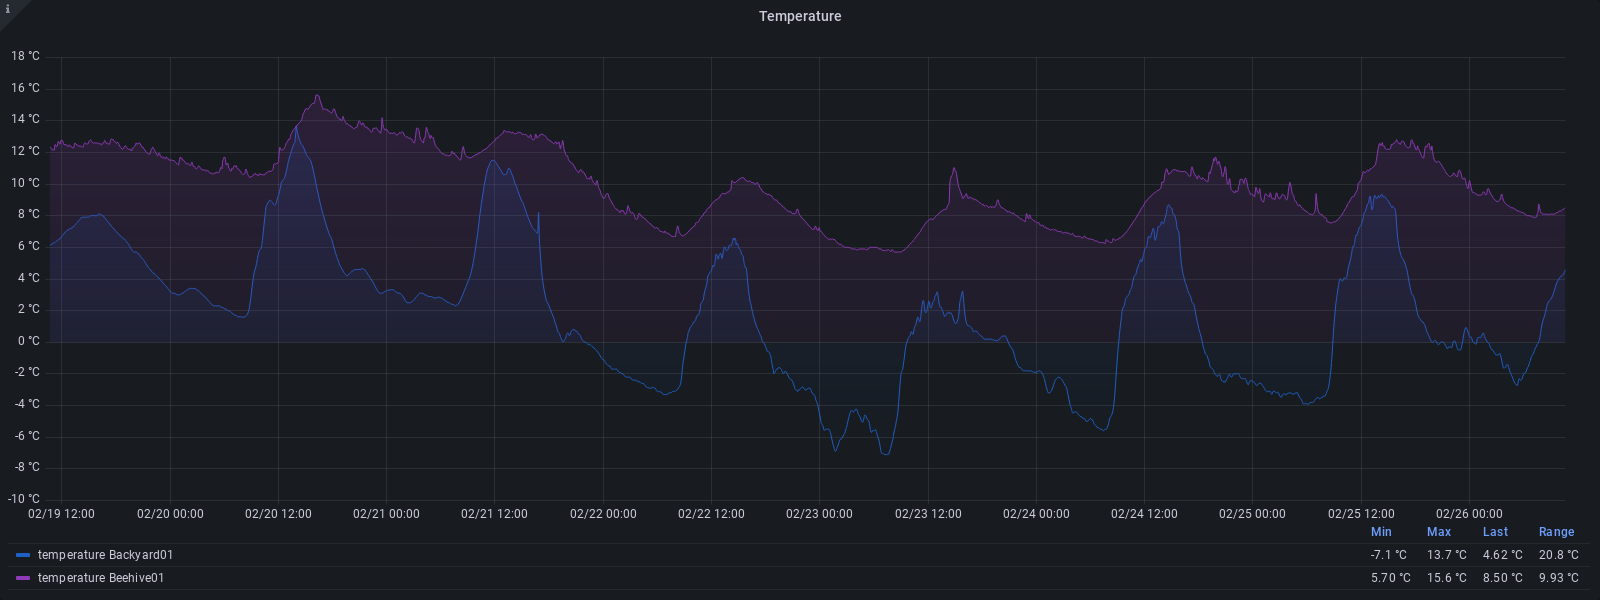 i
Temperature
18 °C
16 °C
14 °C
12 °C
10 °C
8 °C
6 °C
4 °C
2 °C
0 °C
-2 °C
-4 °C
-6 °C
-8 °C
-10 °C
02/19 12:00 02/20 00:00 02/20 12:00 02/21 00:00 02/21 12:00 02/22 00:00 02/22 12:00 02/23 00:00 02/23 12:00 02/24 00:00 02/24 12:00 02/25 00:00 02/25 12:00 02/26 00:00
Min Max Last Range
temperature Backyard01 -7.1 °C 13.7 °C 4.62 °C 20.8 °C
temperature Beehive01 5.70 °C 15.6 °C 8.50 °C 9.93 °C